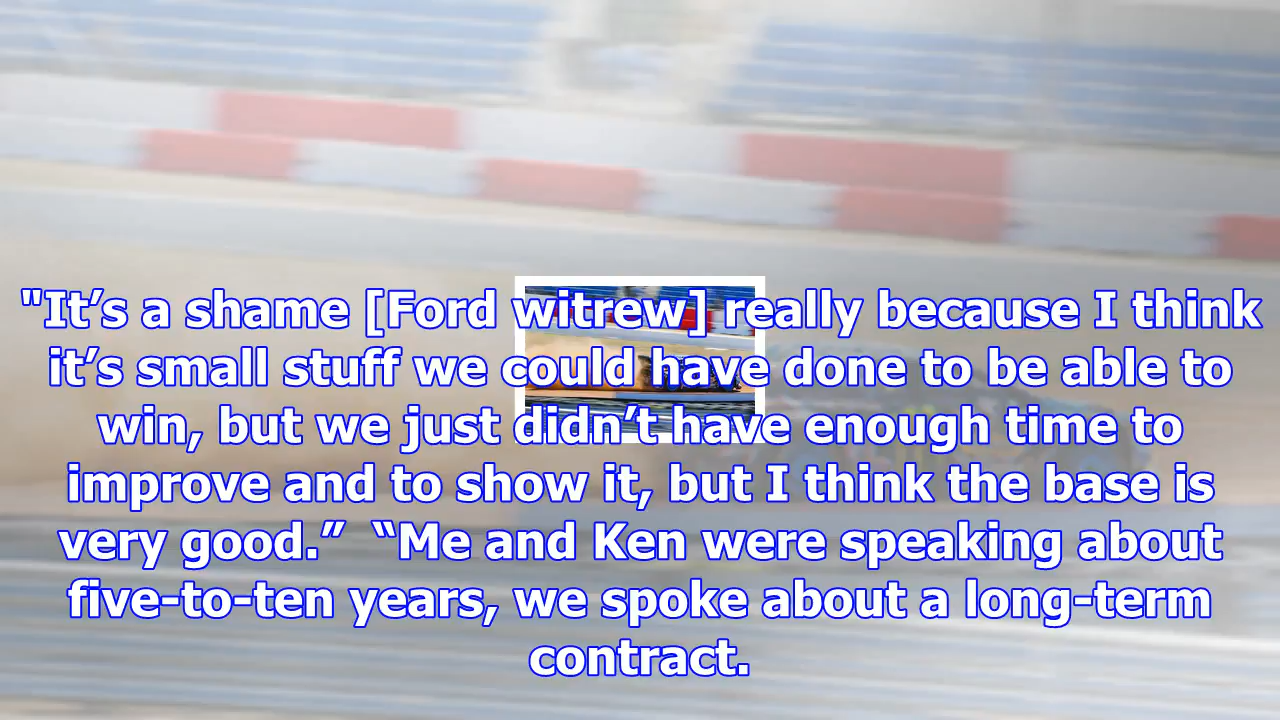 "It’s a shame [Ford witrew] really because I think
it’s small stuff we could have done to be able to
win, but we just didn’t have enough time to
improve and to show it, but I think the base is
very good.”  “Me and Ken were speaking about
five-to-ten years, we spoke about a long-term
contract.